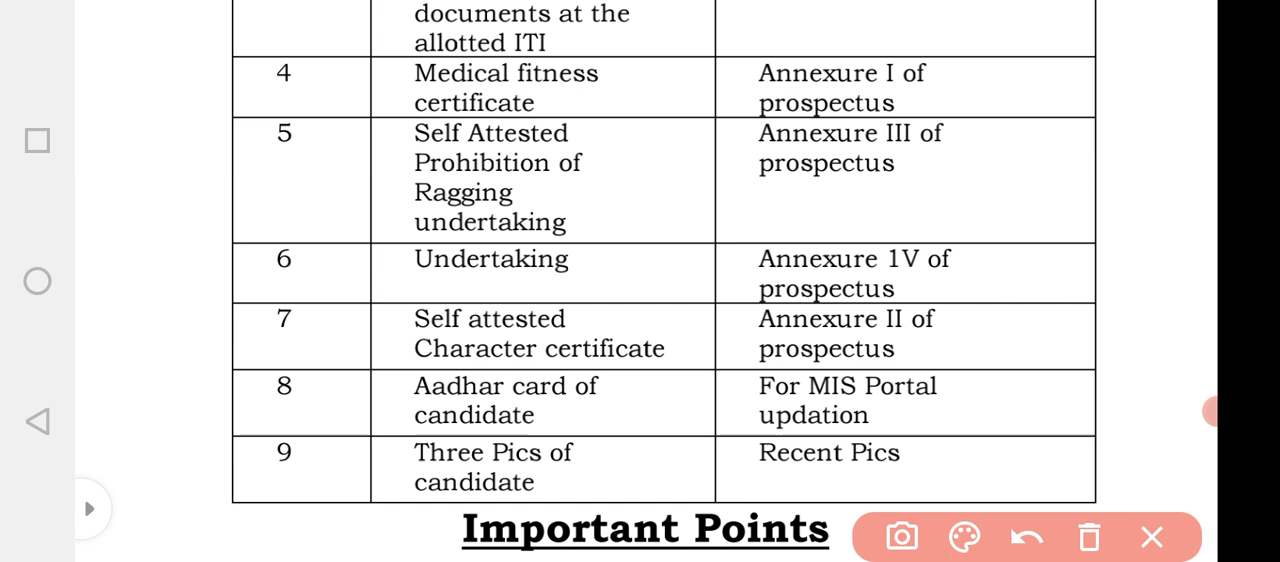 documents at the
allotted ITI
4 Medical fitness Annexure I of
certificate prospectus
5 Self Attested Annexure III of
Prohibition of prospectus
Ragging
undertaking
6 Undertaking Annexure 1V of
prospectus
7 Self attested Annexure II of
Character certificate prospectus
8 Aadhar card of For MIS Portal
candidate updation
9 Three Pics of Recent Pics
candidate
Important Points